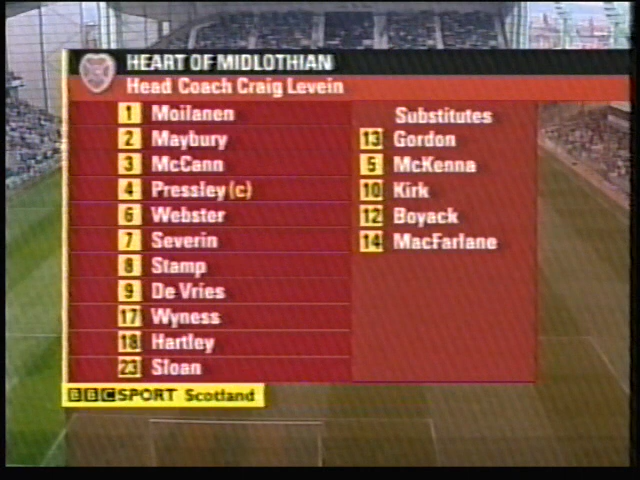 HEART OF MIDLOTHIAN
Head Coach Craig Levein
1 Moilanen
2 Maybury
3 McCann
4 Pressley (c)
6 Webster
7 Severin
8 Stamp
9 De Vries
17 Wyness
18 Hartley
23 Sloan
Substitutes
13 Gordon
5 McKenna
10 Kirk
12 Boyack
14 MacFarlane
BBC SPORT Scotland